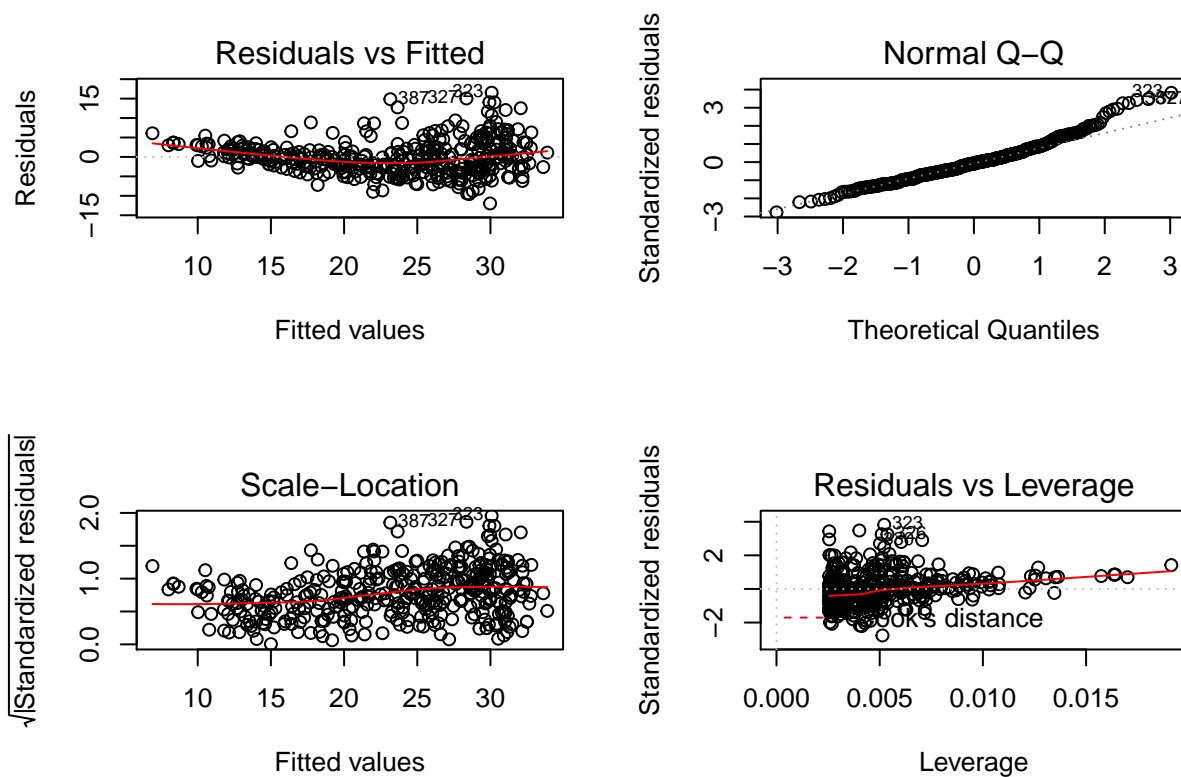 Residuals vs Fitted
Residuals
15
0
−15
387
327
323
10 15 20 25 30
Fitted values
Normal Q−Q
Standardized residuals
3
0
−3
323
327
−3 −2 −1 0 1 2 3
Theoretical Quantiles
Scale−Location
√|Standardized residuals|
2.0
1.0
0.0
387
327
323
10 15 20 25 30
Fitted values
Residuals vs Leverage
Standardized residuals
2
−2
323
326
ok's distance
0.000 0.005 0.010 0.015
Leverage